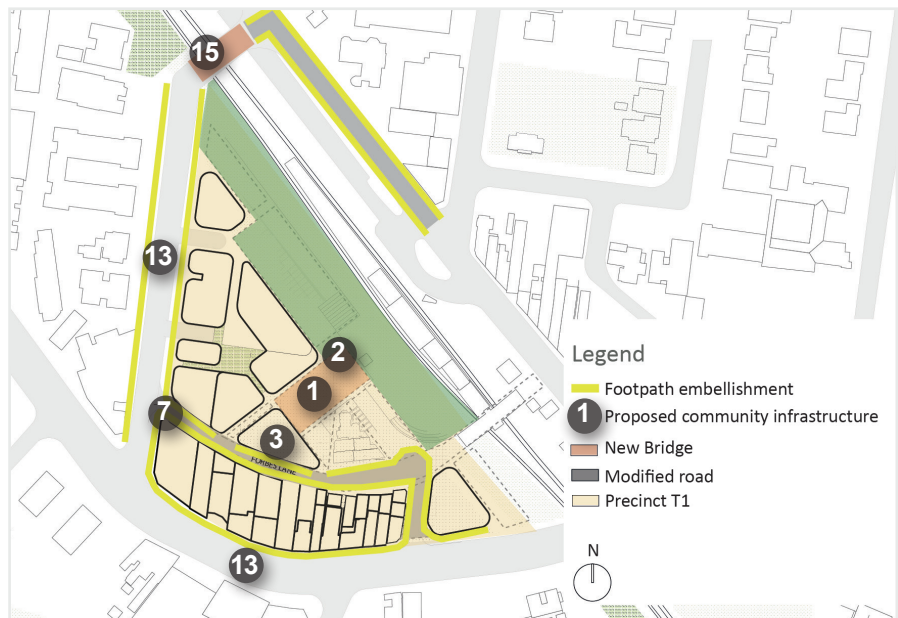 15
13
2
1
7
3
FORBES LANE
13
Legend
Footpath embellishment
1 Proposed community infrastructure
New Bridge
Modified road
Precinct T1
N